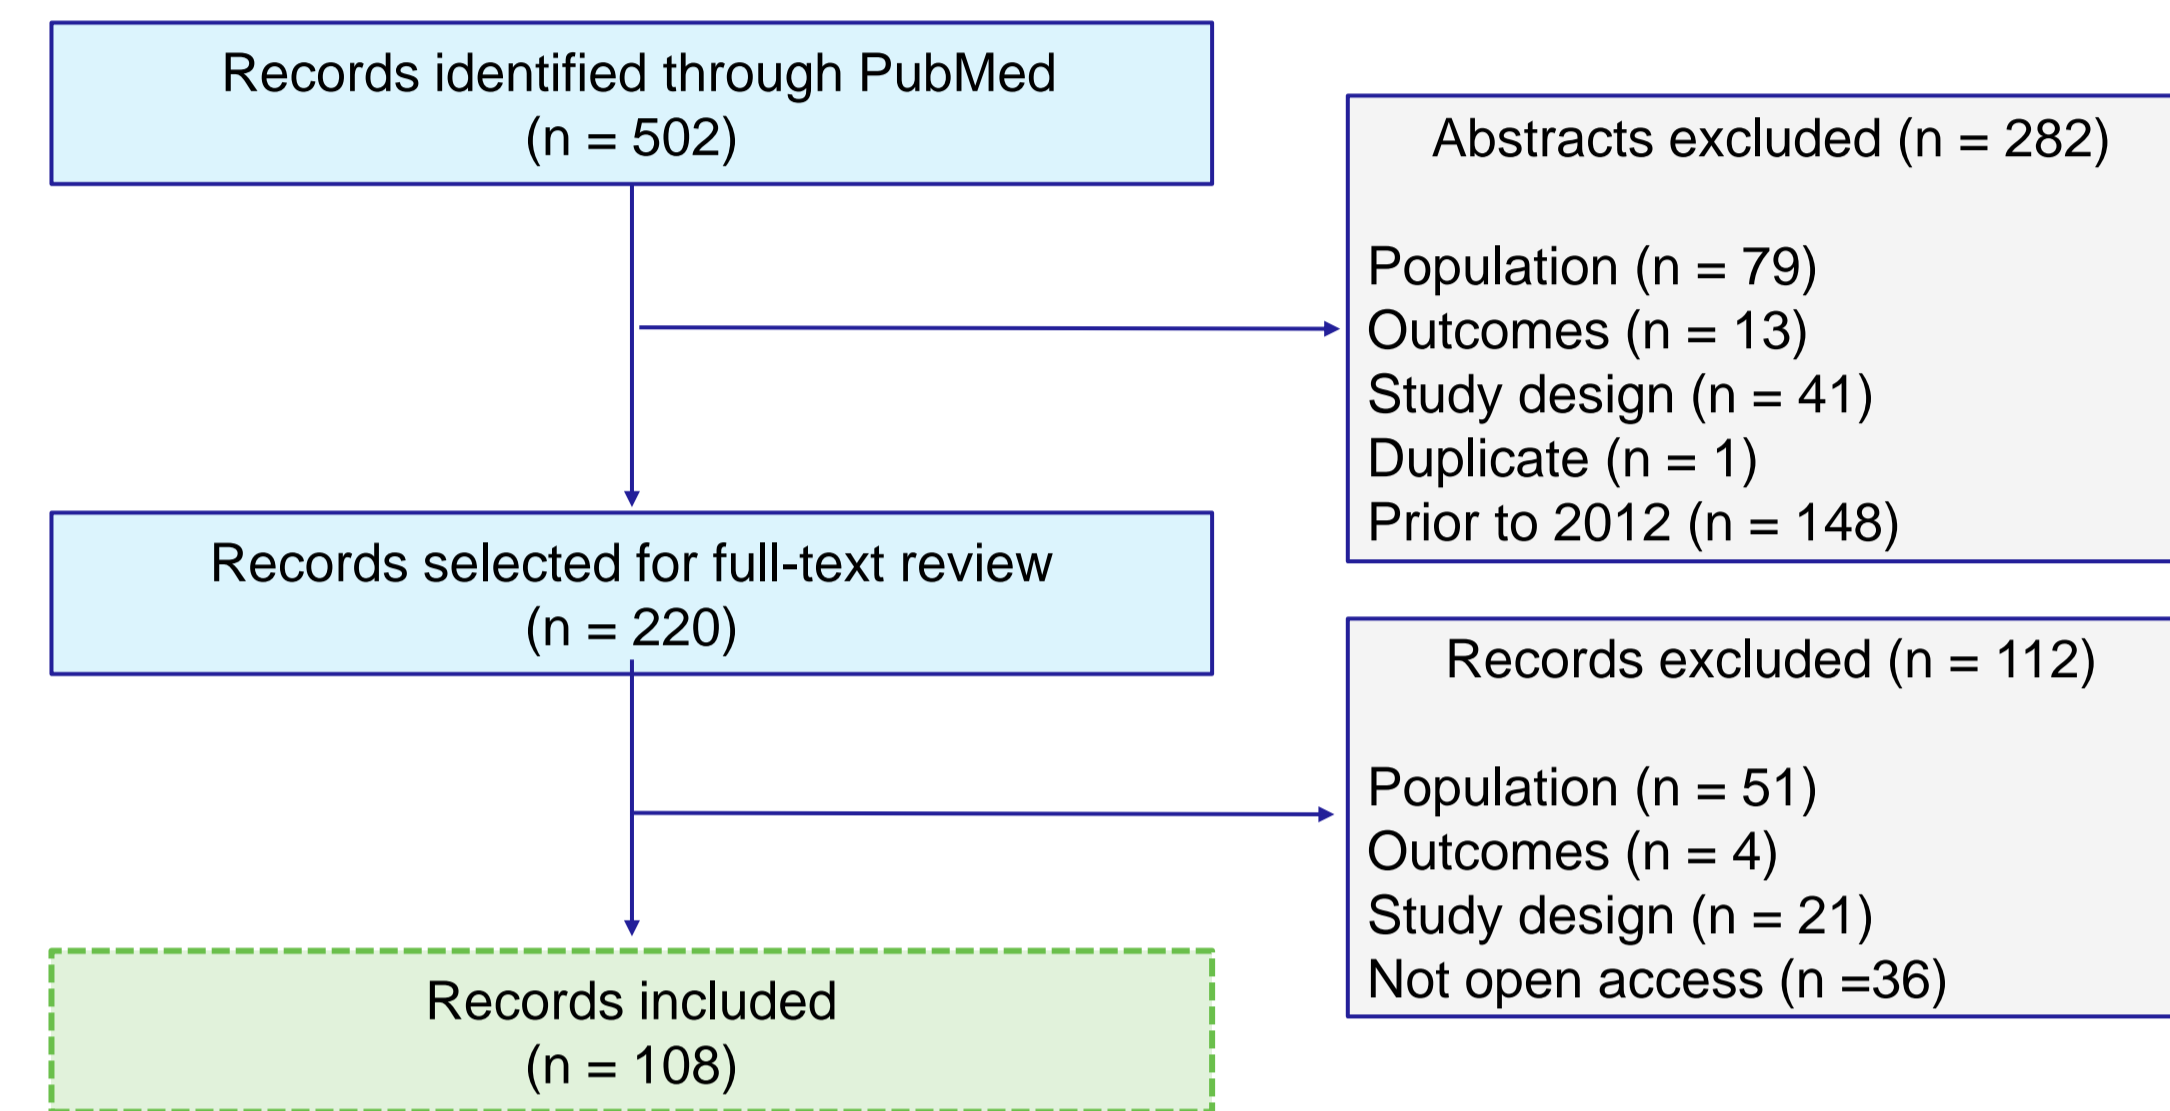 Records identified through PubMed
(n = 502)
Abstracts excluded (n = 282)
Population (n = 79)
Outcomes (n = 13)
Study design (n = 41)
Duplicate (n = 1)
Prior to 2012 (n = 148)
Records selected for full-text review
(n = 220)
Records excluded (n = 112)
Population (n = 51)
Outcomes (n = 4)
Study design (n = 21)
Not open access (n =36)
Records included
(n = 108)